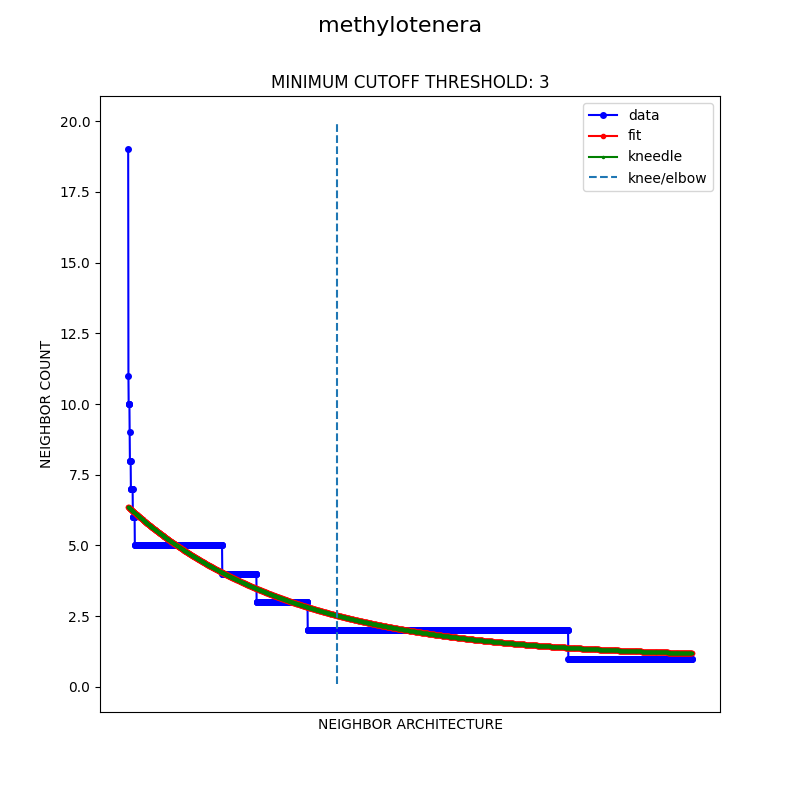 methylotenera
MINIMUM CUTOFF THRESHOLD: 3
data
fit
kneedle
knee/elbow
20.0
17.5
15.0
12.5
10.0
7.5
5.0
2.5
0.0
NEIGHBOR COUNT
NEIGHBOR ARCHITECTURE